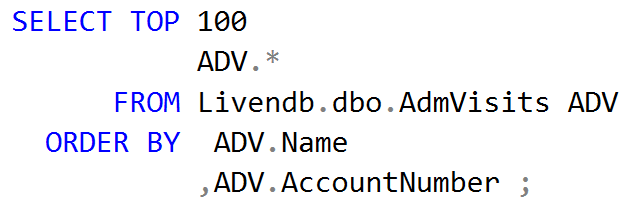 SELECT TOP 100
ADV.*
FROM Livendb.dbo.AdmVisits ADV
ORDER BY ADV.Name
,ADV.AccountNumber ;